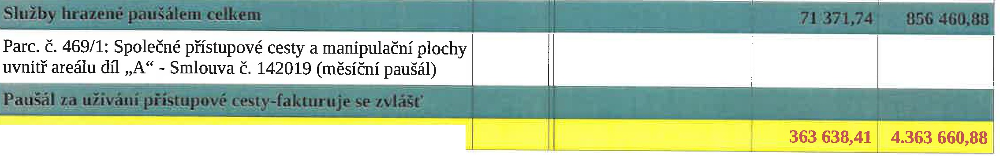 Služby hrazené paušálem celkem 71 371,74 856 460,88
Parc. č. 469/1: Společné přístupové cesty a manipulační plochy
uvnitř areálu díl „A“ - Smlouva č. 142019 (měsíční paušál)
Paušál za užívání přístupové cesty-fakturuje se zvlášť
363 638,41 4.363 660,88